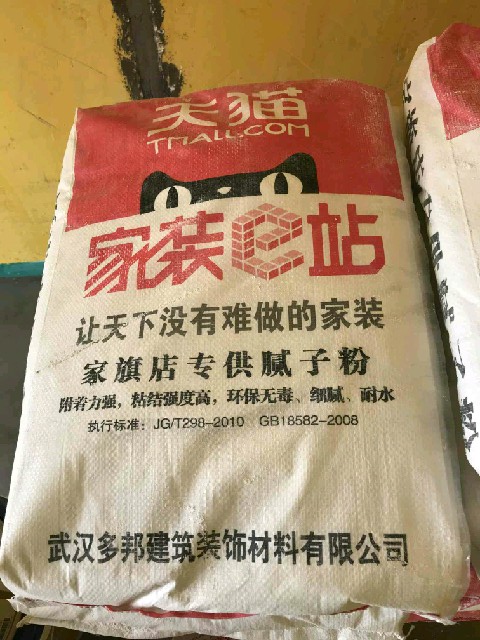 天猫
TMALL.COM
家装e站
让天下没有难做的家装
家旗店专供腻子粉
附着力强，粘结强度高，环保无毒、细腻、耐水
执行标准：JG/T298-2010 GB18582-2008
武汉多邦建筑装饰材料有限公司